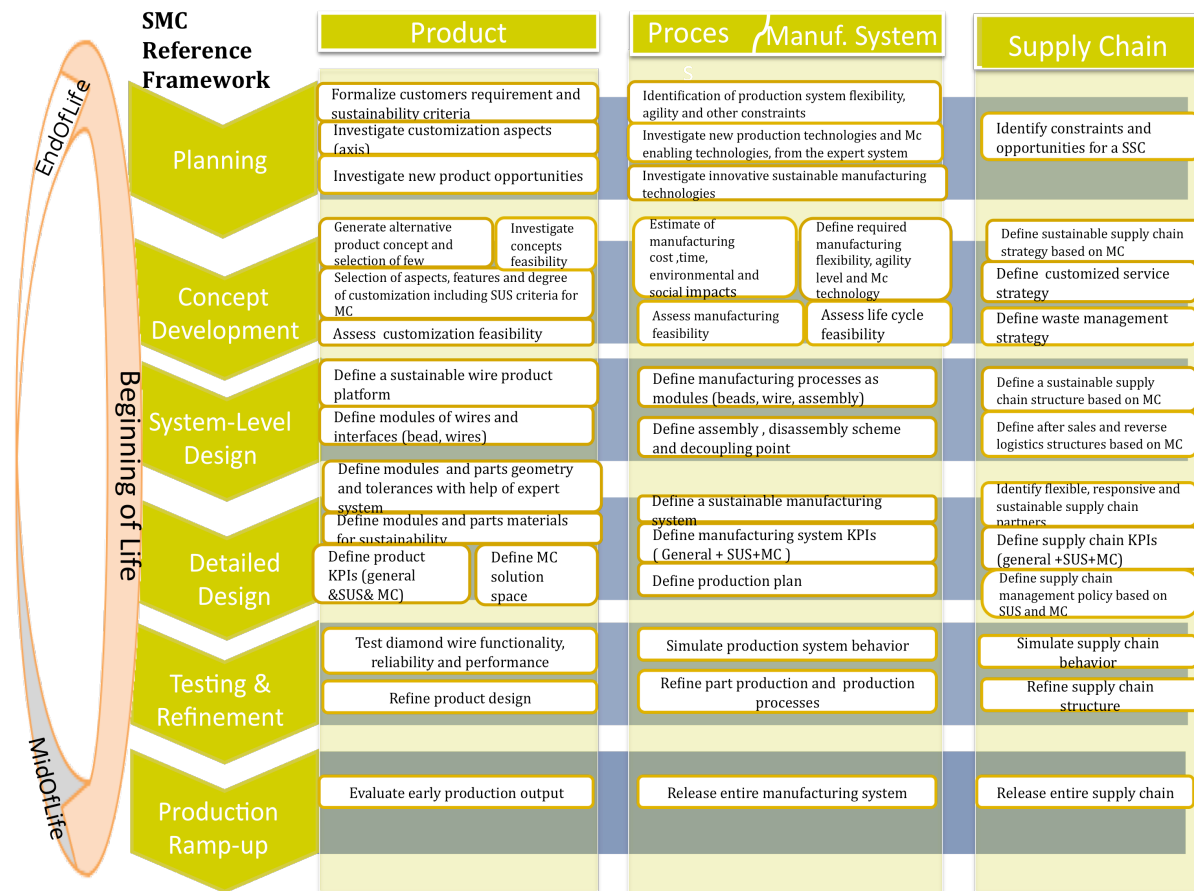 SMC
Reference
Framework
Product
Proces
s
Manuf. System
Supply Chain
EndOfLife
Beginning of Life
MidOfLife
Planning
Formalize customers requirement and
sustainability criteria
Investigate customization aspects
(axis)
Investigate new product opportunities
Identification of production system flexibility,
agility and other constraints
Investigate new production technologies and Mc
enabling technologies, from the expert system
Investigate innovative sustainable manufacturing
technologies
Identify constraints and
opportunities for a SSC
Concept
Development
Generate alternative
product concept and
selection of few
Investigate
concepts
feasibility
Selection of aspects, features and degree
of customization including SUS criteria for
MC
Assess customization feasibility
Estimate of
manufacturing
cost ,time,
environmental and
social impacts
Define required
manufacturing
flexibility, agility
level and Mc
technology
Assess manufacturing
feasibility
Assess life cycle
feasibility
Define sustainable supply chain
strategy based on MC
Define customized service
strategy
Define waste management
strategy
System-Level
Design
Define a sustainable wire product
platform
Define modules of wires and
interfaces (bead, wires)
Define manufacturing processes as
modules (beads, wire, assembly)
Define assembly , disassembly scheme
and decoupling point
Define a sustainable supply
chain structure based on MC
Define after sales and reverse
logistics structures based on MC
Detailed
Design
Define modules and parts geometry
and tolerances with help of expert
system
Define modules and parts materials
for sustainability
Define product
KPIs (general
&SUS& MC)
Define MC
solution
space
Define a sustainable manufacturing
system
Define manufacturing system KPIs
( General + SUS+MC )
Define production plan
Identify flexible, responsive and
sustainable supply chain
partners
Define supply chain KPIs
(general +SUS+MC)
Define supply chain
management policy based on
SUS and MC
Testing &
Refinement
Test diamond wire functionality,
reliability and performance
Refine product design
Simulate production system behavior
Refine part production and production
processes
Simulate supply chain
behavior
Refine supply chain
structure
Production
Ramp-up
Evaluate early production output
Release entire manufacturing system
Release entire supply chain